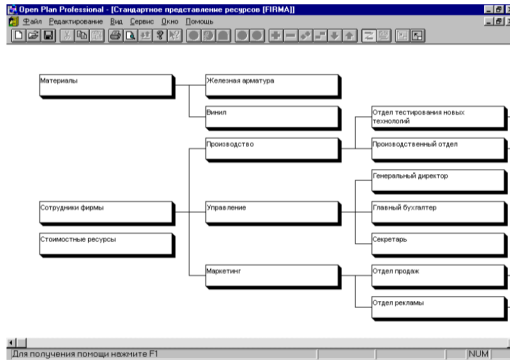 Open Plan Professional - [Стандартное представление ресурсов [FIRMA]]
Файл Редактирование Вид Сервис Окно Помощь
Материалы
Железная арматура
Винил
Отдел тестирования новых
технологий
Производство
Производственный отдел
Генеральный директор
Сотрудники фирмы
Управление
Главный бухгалтер
Стоимостные ресурсы
Секретарь
Маркетинг
Отдел продаж
Отдел рекламы
Для получения помощи нажмите F1
NUM